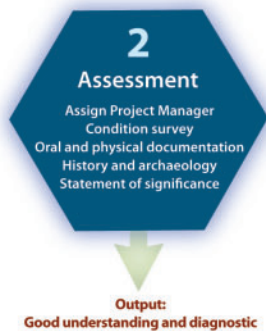 2
Assessment
Assign Project Manager
Condition survey
Oral and physical documentation
History and archaeology
Statement of significance
Output:
Good understanding and diagnostic